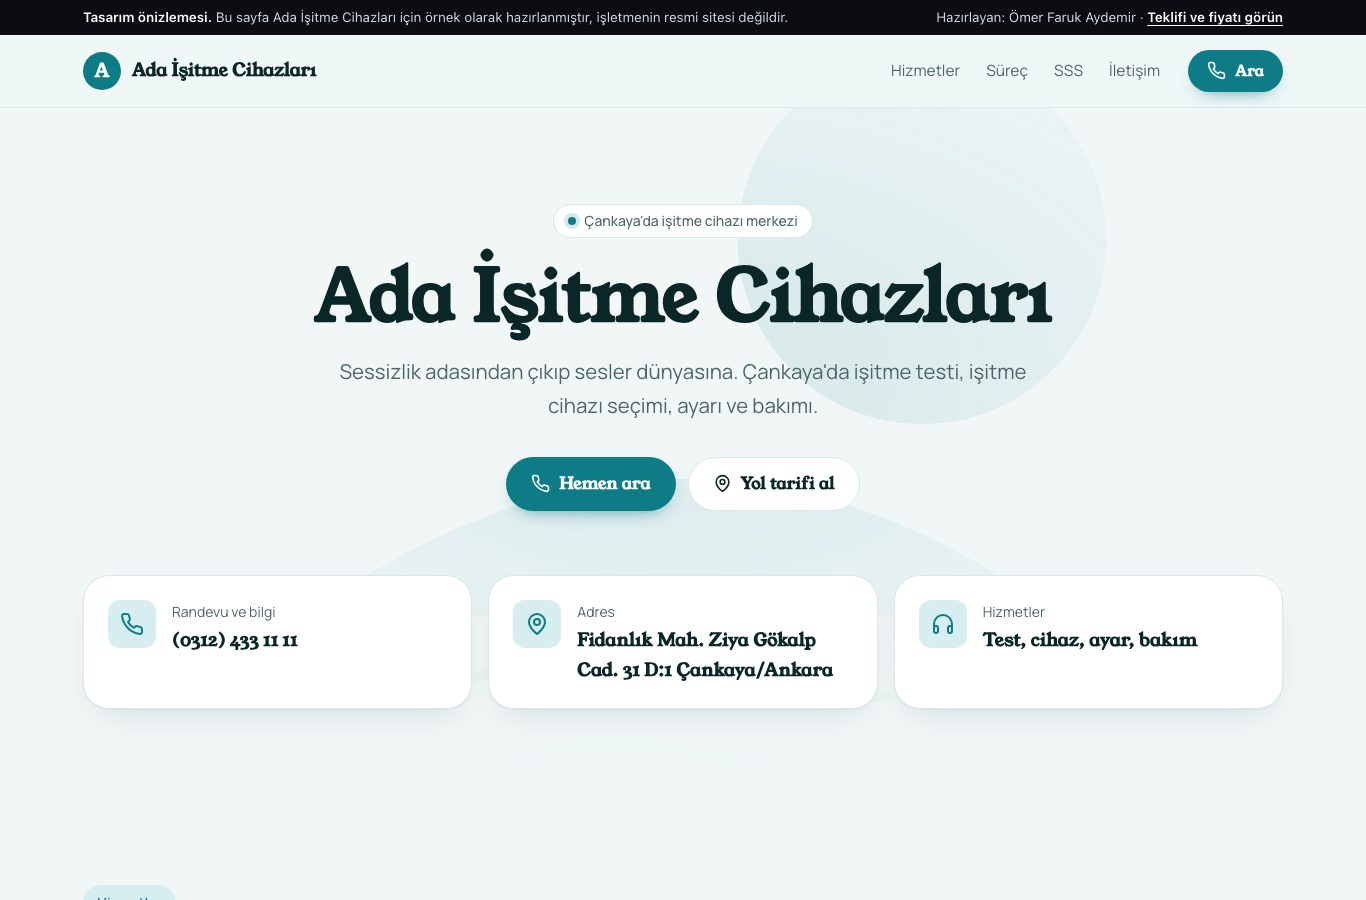 Tasarım önizlemesi. Bu sayfa Ada İşitme Cihazları için örnek olarak hazırlanmıştır, işletmenin resmi sitesi değildir.
Hazırlayan: Ömer Faruk Aydemir · Teklifi ve fiyatı görün
A Ada İşitme Cihazları
Hizmetler Süreç SSS İletişim Ara
Çankaya'da işitme cihazı merkezi
Ada İşitme Cihazları
Sessizlik adasından çıkıp sesler dünyasına. Çankaya'da işitme testi, işitme
cihazı seçimi, ayarı ve bakımı.
Hemen ara
Yol tarifi al
Randevu ve bilgi
(0312) 433 11 11
Adres
Fidanlık Mah. Ziya Gökalp
Cad. 31 D:1 Çankaya/Ankara
Hizmetler
Test, cihaz, ayar, bakım